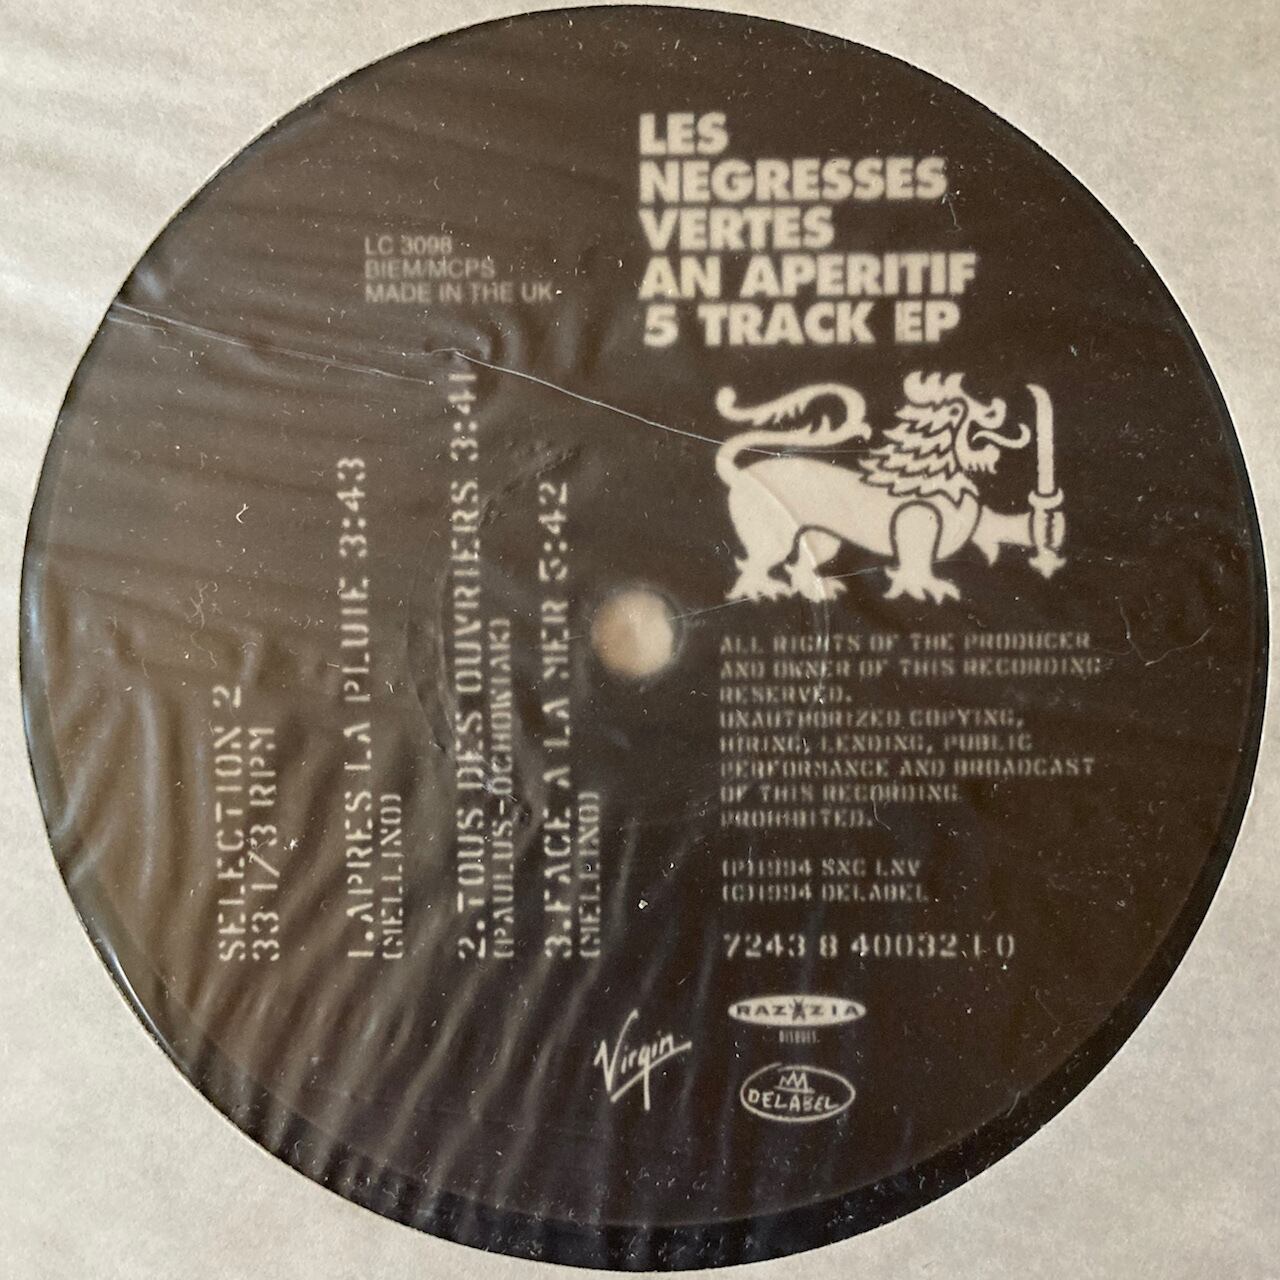 LES
NEGRESSES
VERTES
AN APERITIF
5 TRACK EP
LC 3098
BIEM/MCPS
MADE IN THE UK
SELECTION 2
33 1/3 RPM
1.APRES LA PLUIE 3:43
(MELLINO)
2.TOUS DES OUVRIERS 3:41
(PAULUS-OCHOWIAK)
3.FACE A LA MER 5:42
(MELLINO)
ALL RIGHTS OF THE PRODUCER
AND OWNER OF THIS RECORDING
RESERVED.
UNAUTHORIZED COPYING,
HIRING, LENDING, PUBLIC
PERFORMANCE AND BROADCAST
OF THIS RECORDING
PROHIBITED.
(P)1994 SXC LNV
(C)1994 DELABEL
7243 8 40032 1 0
RAZZIA
DISQUES.
Virgin
DELABEL